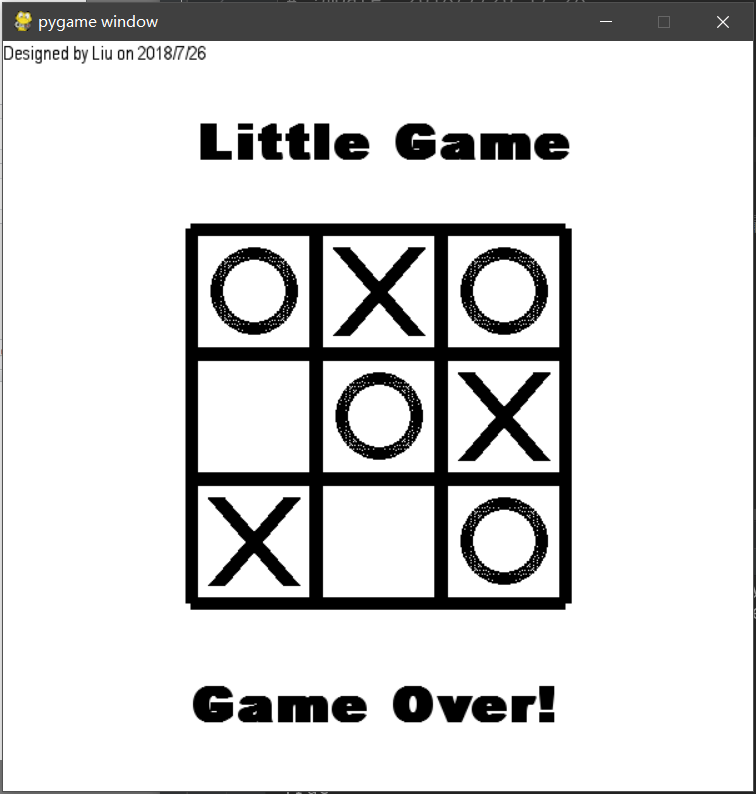 pygame window
Designed by Liu on 2018/7/26
Little Game
O X O
O X
X O
Game Over!